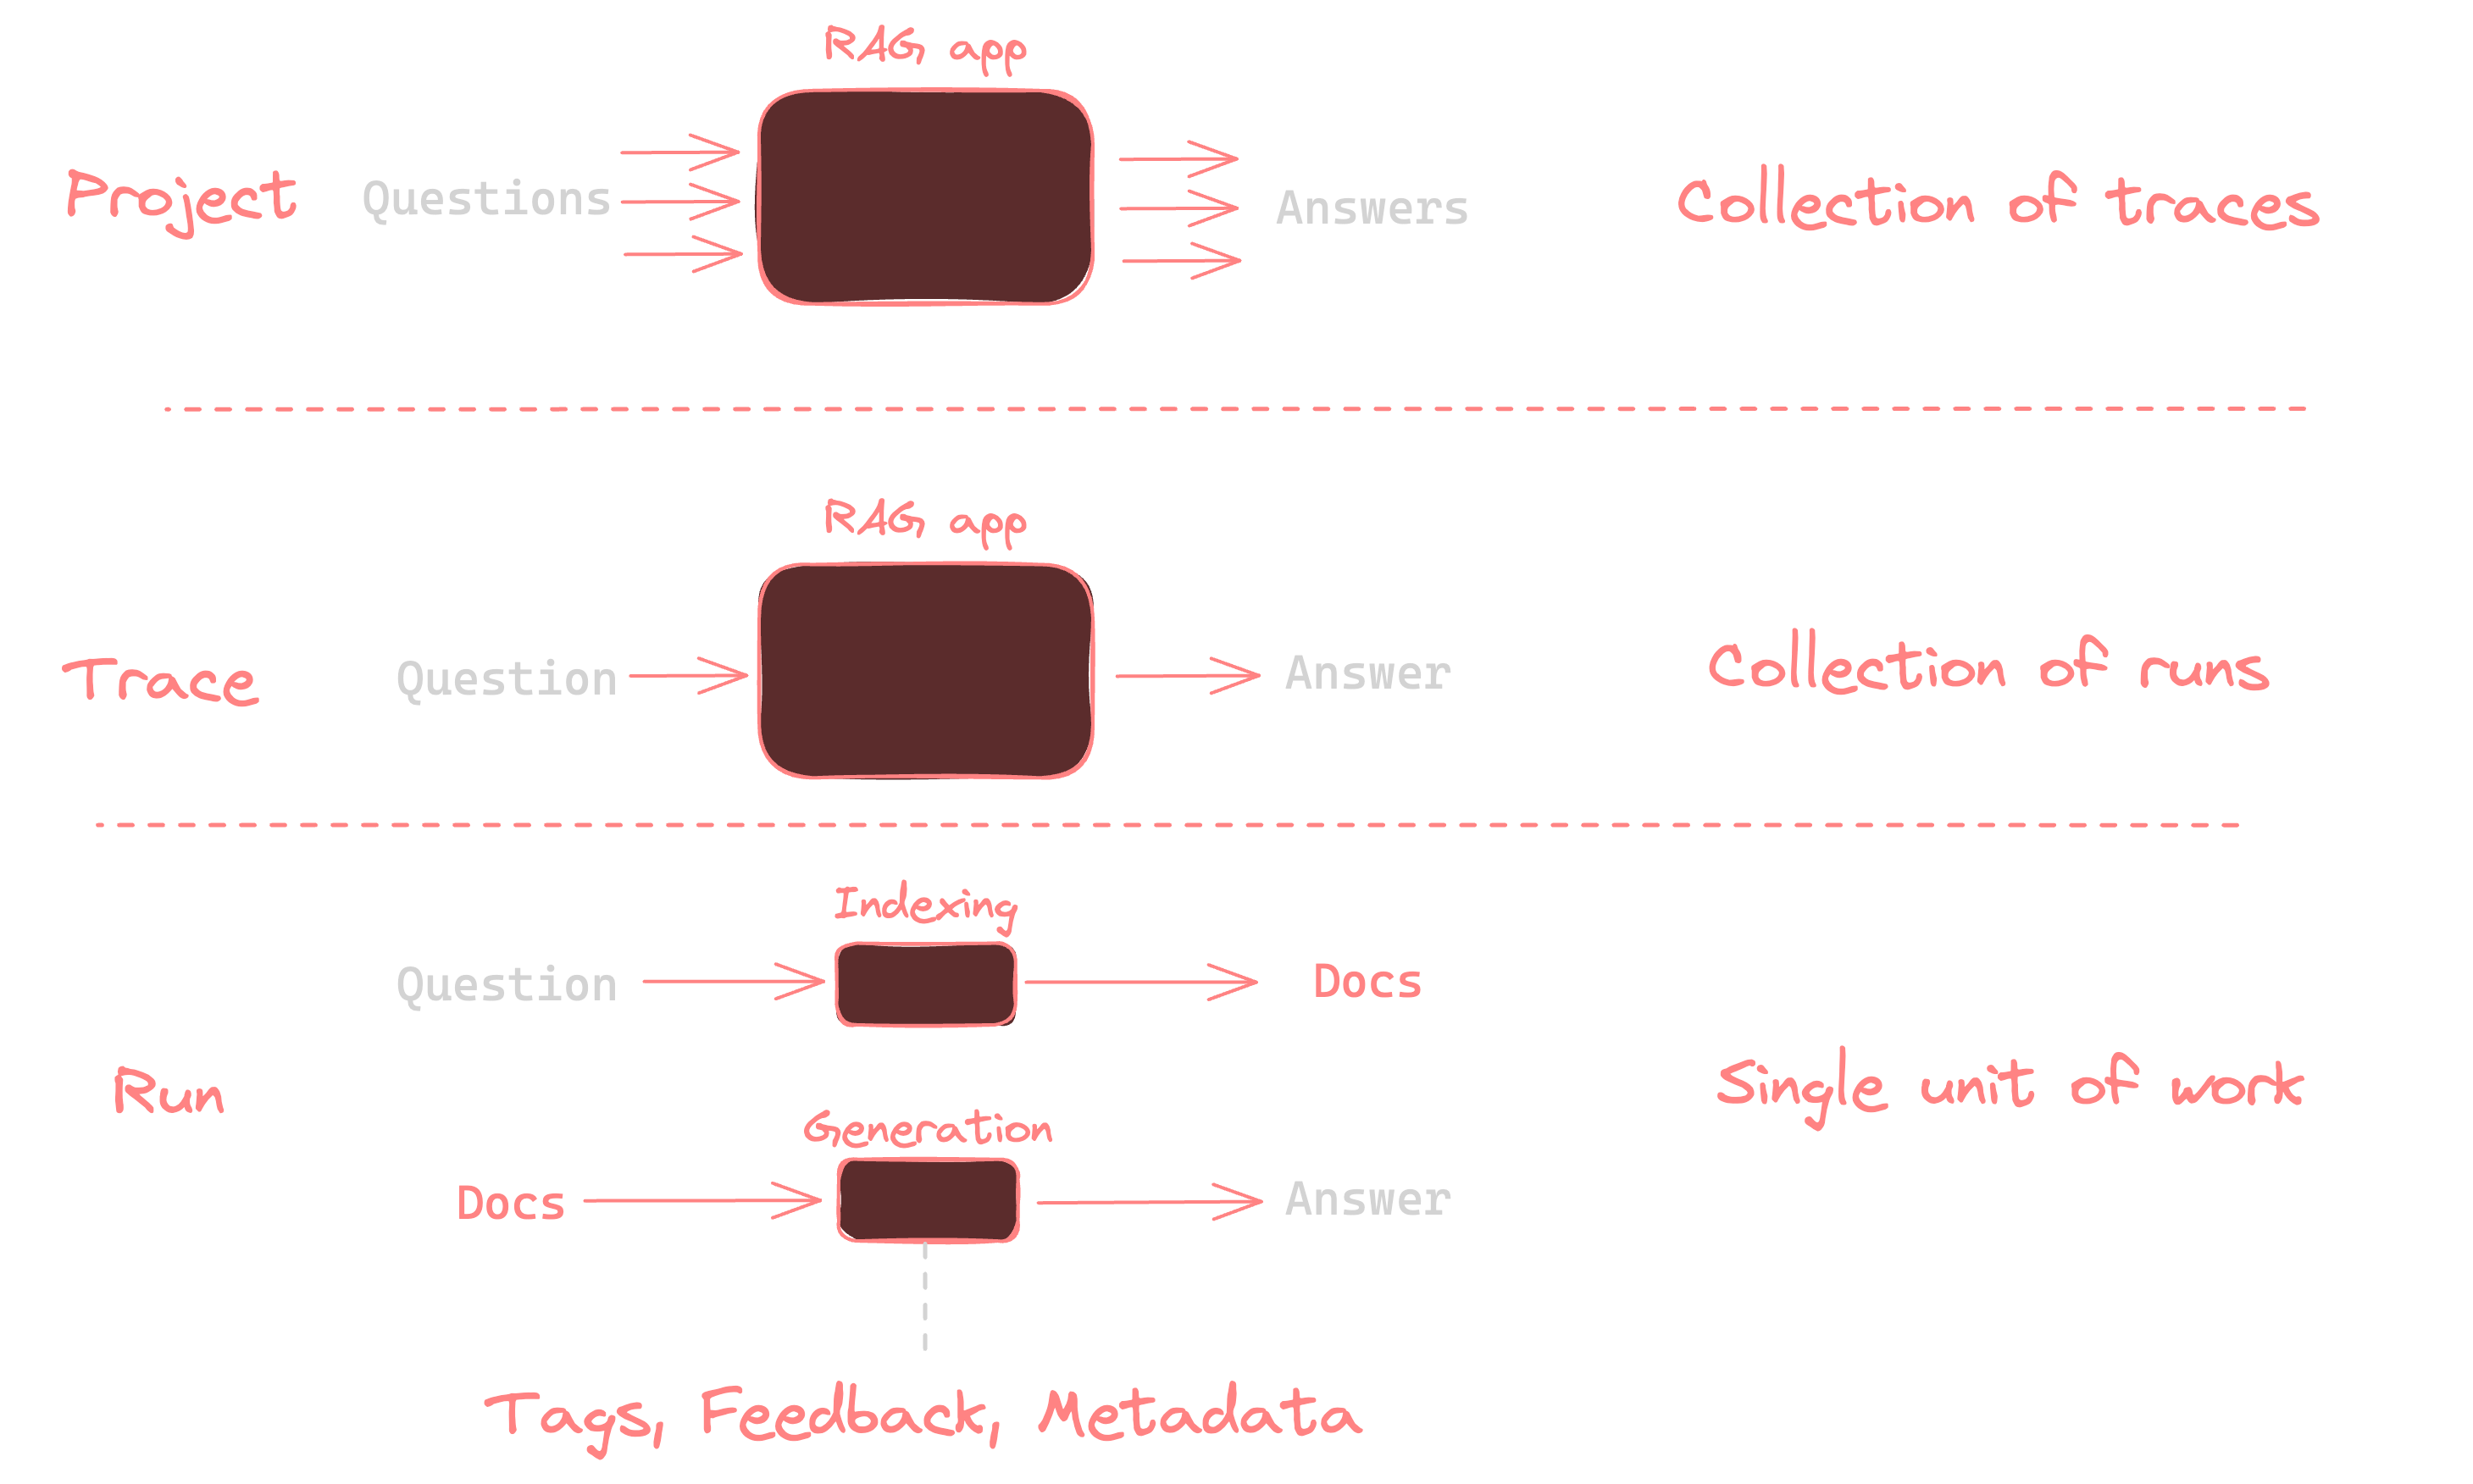 RAG app
Project Questions Answers Collection of traces
RAG app
Trace Question Answer Collection of runs
Indexing
Question Docs
Run Single unit of work
Generation
Docs Answer
Tags, Feedback, Metadata